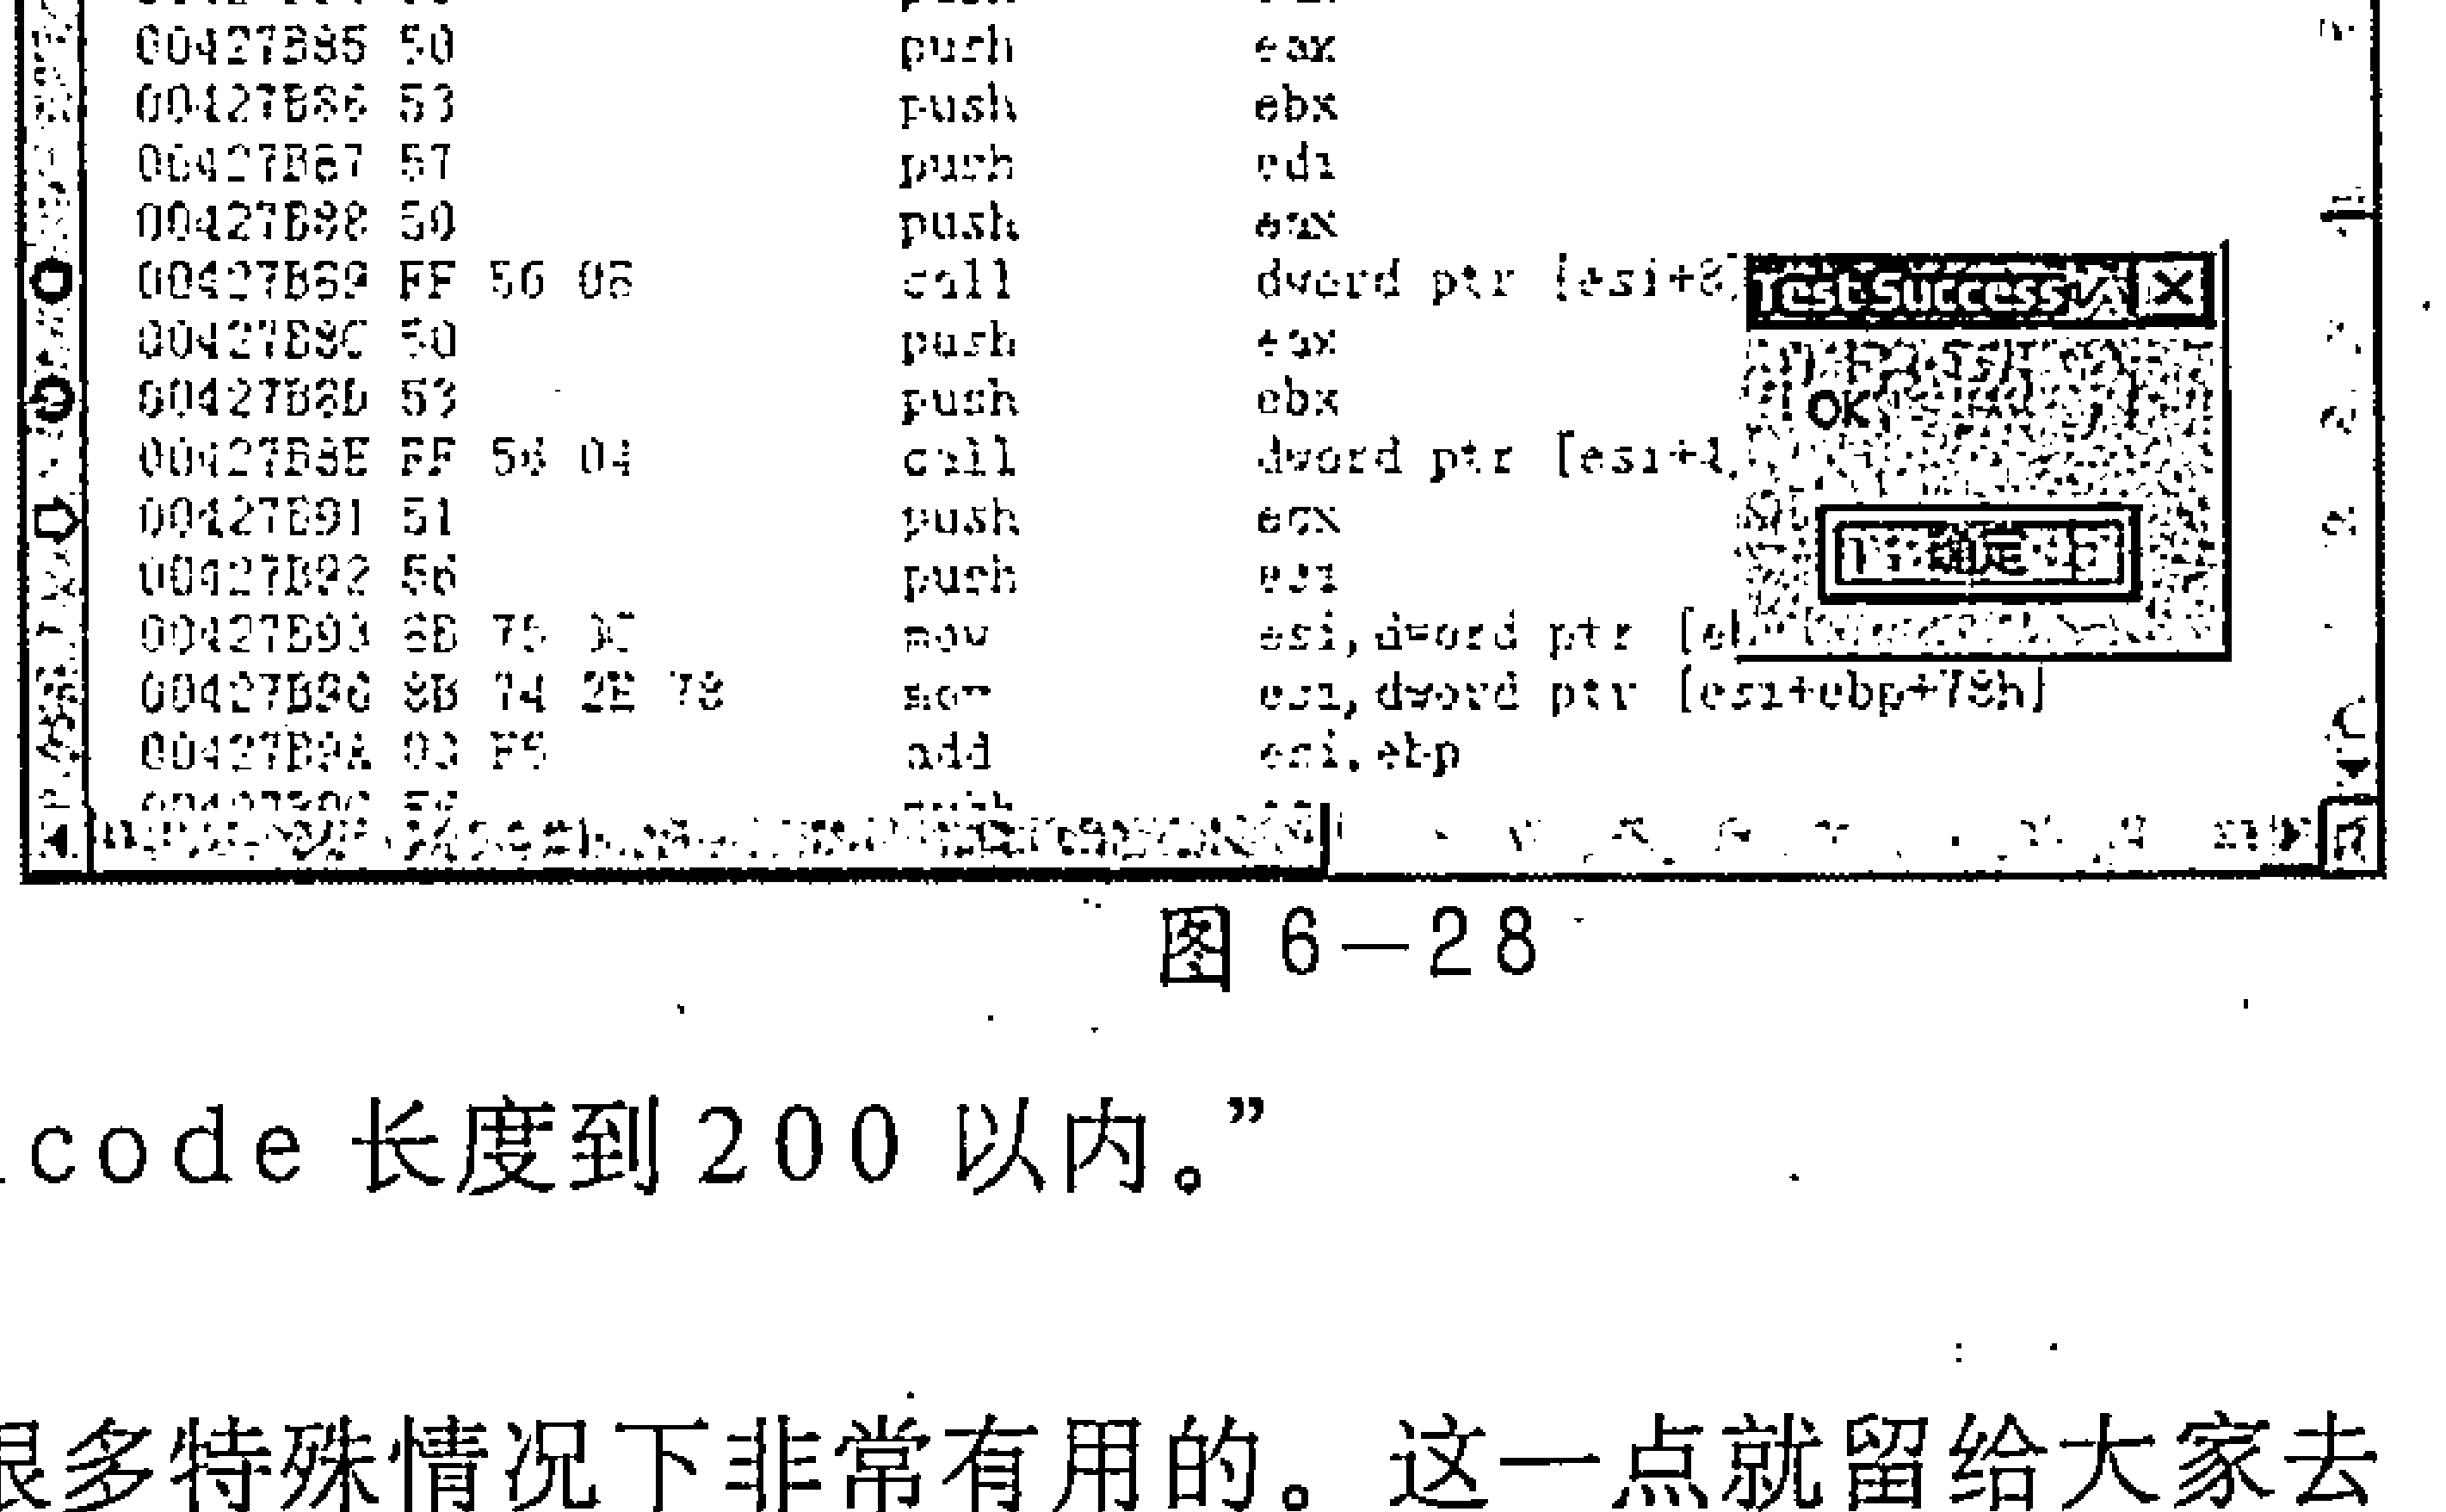 00427B85 50 push eax
00427B86 53 push ebx
00427B87 57 push edi
00427B88 50 push eax
00427B89 FF 56 08 call dword ptr [esi+8]
00427B8C 50 push eax
00427B8D 53 push ebx
00427B8E FF 56 04 call dword ptr [esi+4]
00427B91 51 push ecx
00427B92 56 push esi
00427B93 8B 75 3C mov esi,dword ptr [e
00427B96 8B 74 2E 78 mov esi,dword ptr [esi+ebp+78h]
00427B9A 03 F5 add esi,ebp
TestSuccess
OK
确定
图 6-28
code 长度到 200 以内。”
很多特殊情况下非常有用的。这一点就留给大家去